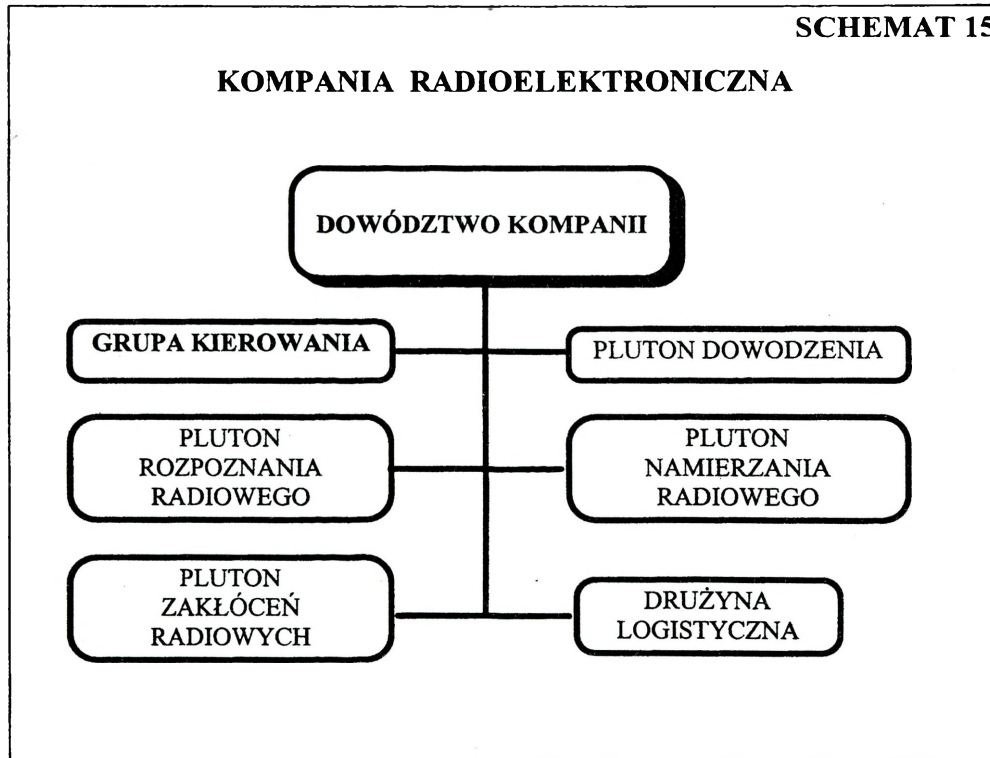 SCHEMAT 15
KOMPANIA RADIOELEKTRONICZNA
DOWÓDZTWO KOMPANII
GRUPA KIEROWANIA
PLUTON DOWODZENIA
PLUTON
ROZPOZNANIA
RADIOWEGO
PLUTON
NAMIERZANIA
RADIOWEGO
PLUTON
ZAKŁÓCEŃ
RADIOWYCH
DRUŻYNA
LOGISTYCZNA